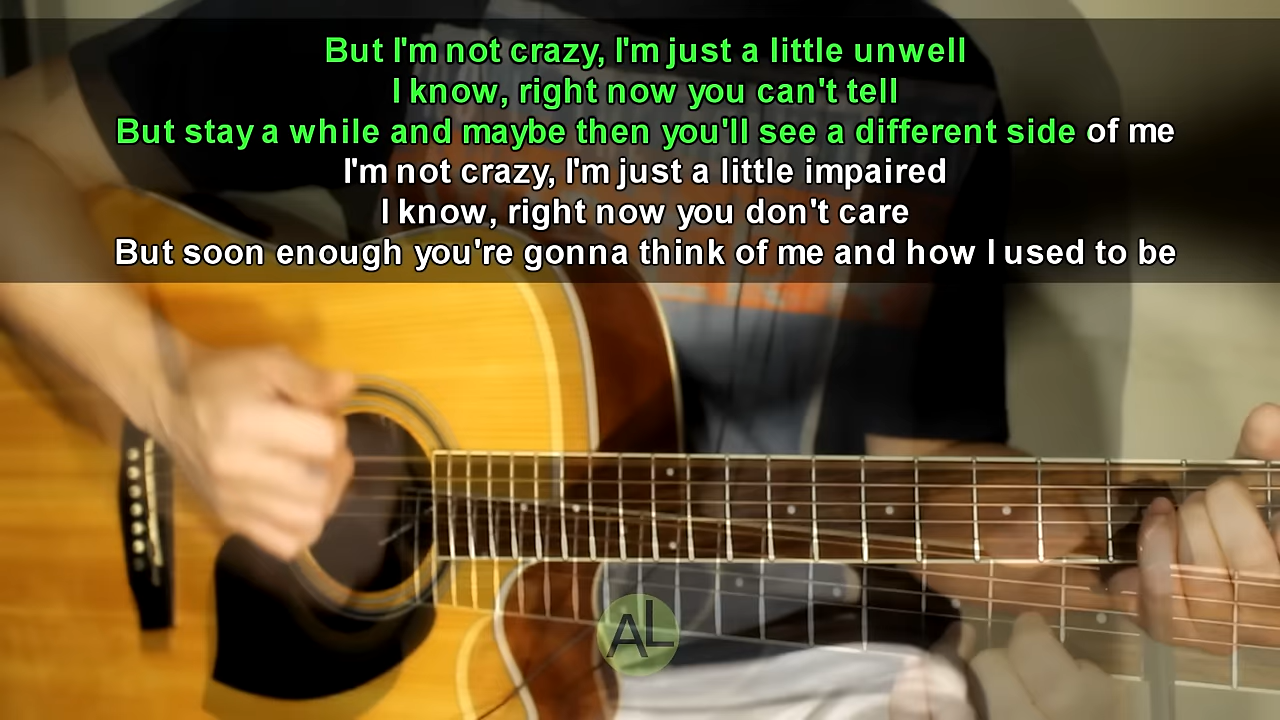 But I'm not crazy, I'm just a little unwell
I know, right now you can't tell
But stay a while and maybe then you'll see a different side of me
I'm not crazy, I'm just a little impaired
I know, right now you don't care
But soon enough you're gonna think of me and how I used to be
AL